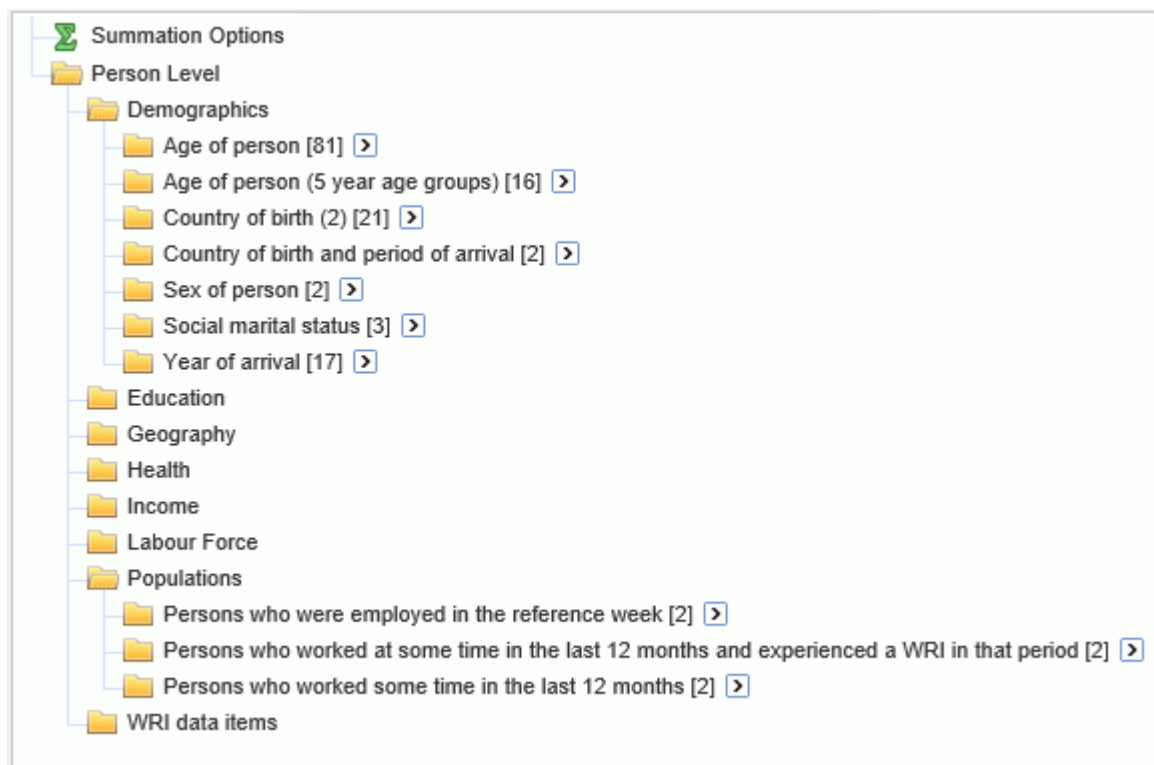 Summation Options
Person Level
Demographics
Age of person [81]
Age of person (5 year age groups) [16]
Country of birth (2) [21]
Country of birth and period of arrival [2]
Sex of person [2]
Social marital status [3]
Year of arrival [17]
Education
Geography
Health
Income
Labour Force
Populations
Persons who were employed in the reference week [2]
Persons who worked at some time in the last 12 months and experienced a WRI in that period [2]
Persons who worked some time in the last 12 months [2]
WRI data items